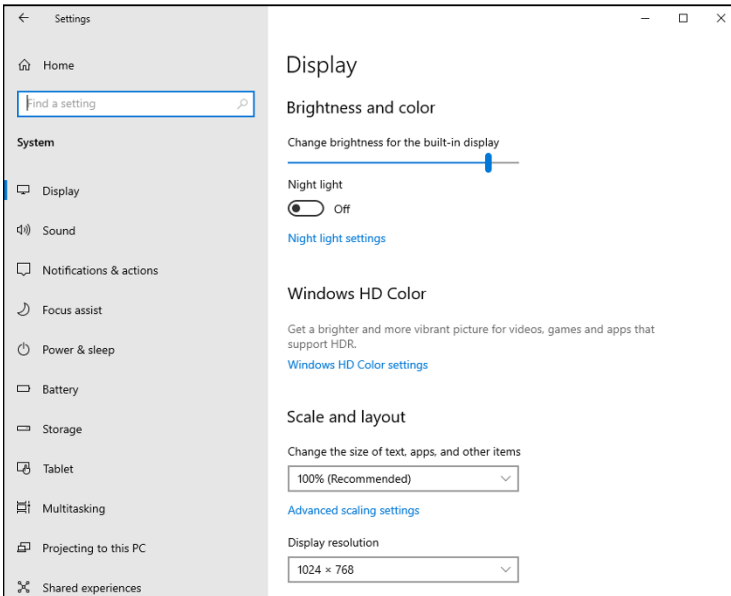 Settings
Home
Find a setting
System
Display
Sound
Notifications & actions
Focus assist
Power & sleep
Battery
Storage
Tablet
Multitasking
Projecting to this PC
Shared experiences
Display
Brightness and color
Change brightness for the built-in display
Night light
Off
Night light settings
Windows HD Color
Get a brighter and more vibrant picture for videos, games and apps that
support HDR.
Windows HD Color settings
Scale and layout
Change the size of text, apps, and other items
100% (Recommended)
Advanced scaling settings
Display resolution
1024 × 768